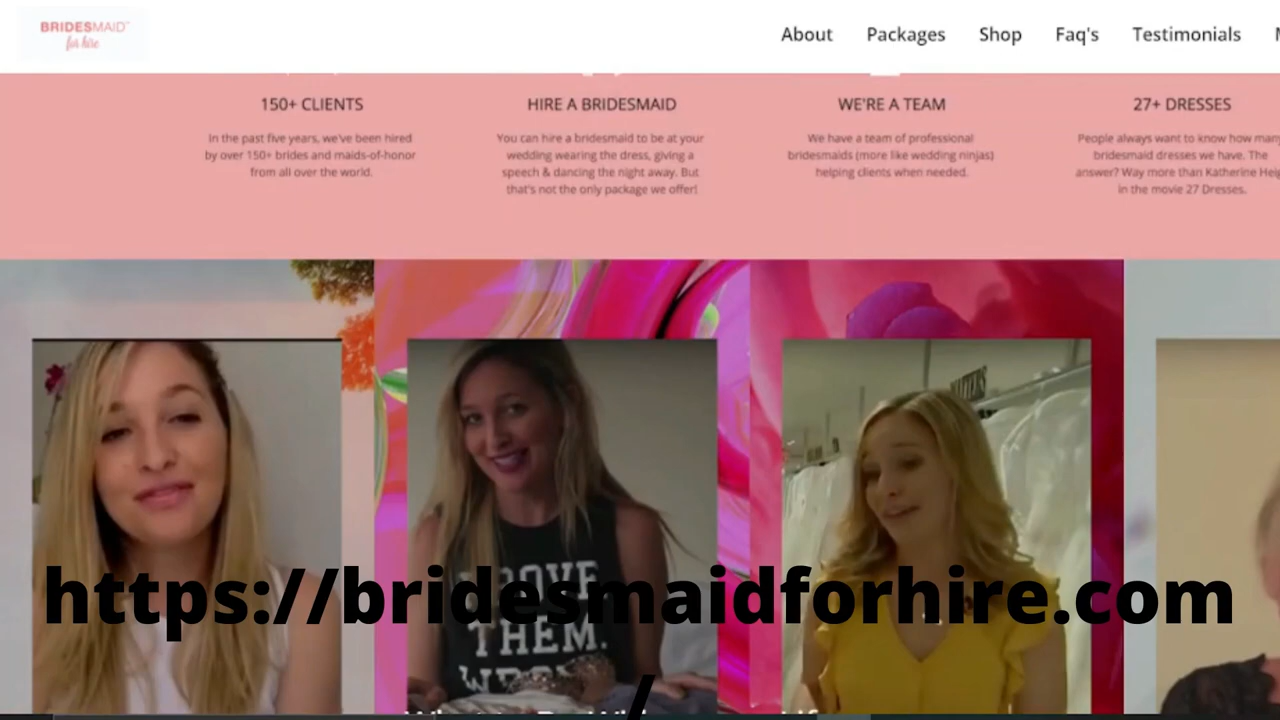 BRIDESMAID™
for hire
About Packages Shop Faq's Testimonials
150+ CLIENTS
In the past five years, we've been hired
by over 150+ brides and maids-of-honor
from all over the world.
HIRE A BRIDESMAID
You can hire a bridesmaid to be at your
wedding wearing the dress, giving a
speech & dancing the night away. But
that's not the only package we offer!
WE'RE A TEAM
We have a team of professional
bridesmaids (more like wedding ninjas)
helping clients when needed.
27+ DRESSES
People always want to know how many
bridesmaid dresses we have. The
answer? Way more than Katherine
in the movie 27 Dresses.
THEM.
https://bridesmaidforhire.com
/